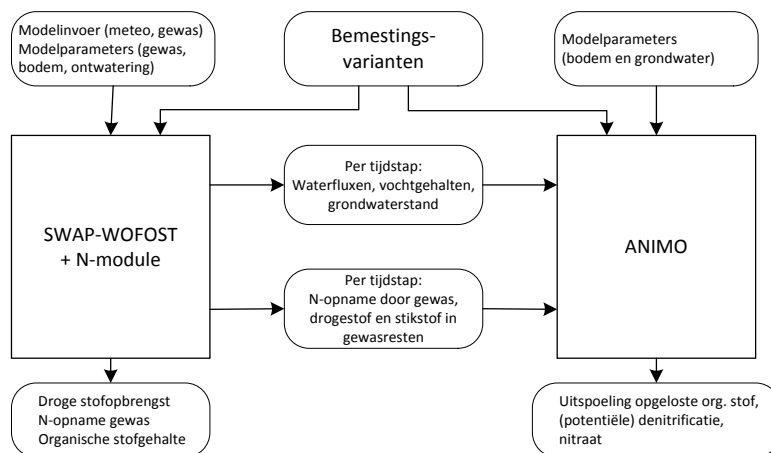 Modelinvoer (meteo, gewas)
Modelparameters (gewas,
bodem, ontwatering)
Bemestings-
varianten
Modelparameters
(bodem en grondwater)
SWAP-WOFOST
+ N-module
Per tijdstap:
Waterfluxen, vochtgehalten,
grondwaterstand
Per tijdstap:
N-opname door gewas,
drogestof en stikstof in
gewasresten
ANIMO
Droge stofopbrengst
N-opname gewas
Organische stofgehalte
Uitspoeling opgeloste org. stof,
(potentiële) denitrificatie,
nitraat